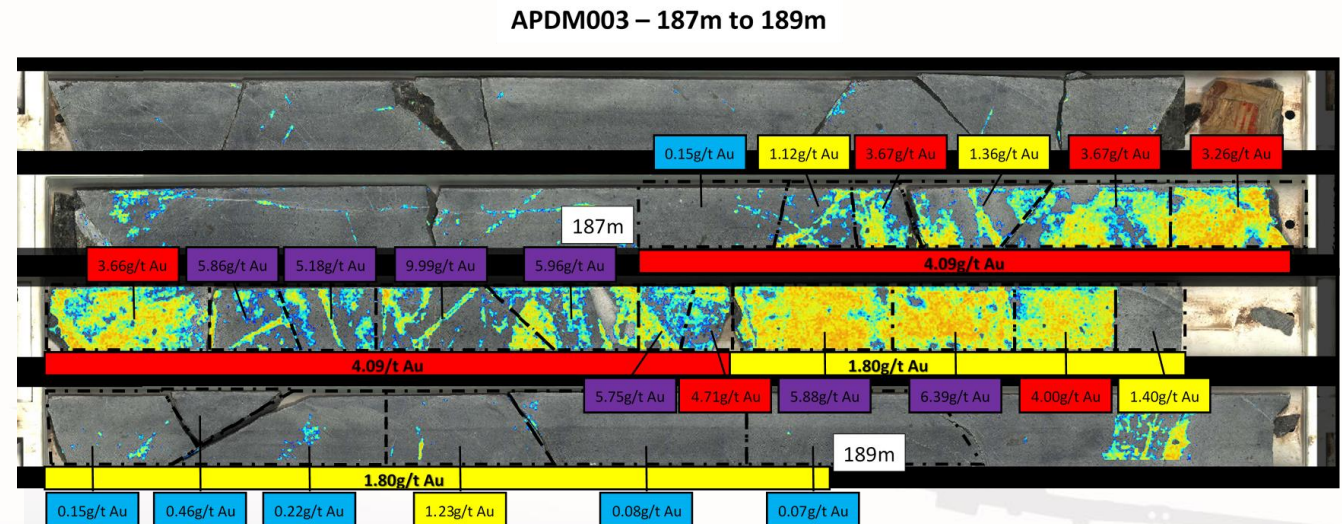 APDM003 – 187m to 189m
0.15g/t Au 1.12g/t Au 3.67g/t Au 1.36g/t Au 3.67g/t Au 3.26g/t Au
187m
4.09g/t Au
3.66g/t Au 5.86g/t Au 5.18g/t Au 9.99g/t Au 5.96g/t Au
4.09/t Au 1.80g/t Au
5.75g/t Au 4.71g/t Au 5.88g/t Au 6.39g/t Au 4.00g/t Au 1.40g/t Au
189m
1.80g/t Au
0.15g/t Au 0.46g/t Au 0.22g/t Au 1.23g/t Au 0.08g/t Au 0.07g/t Au